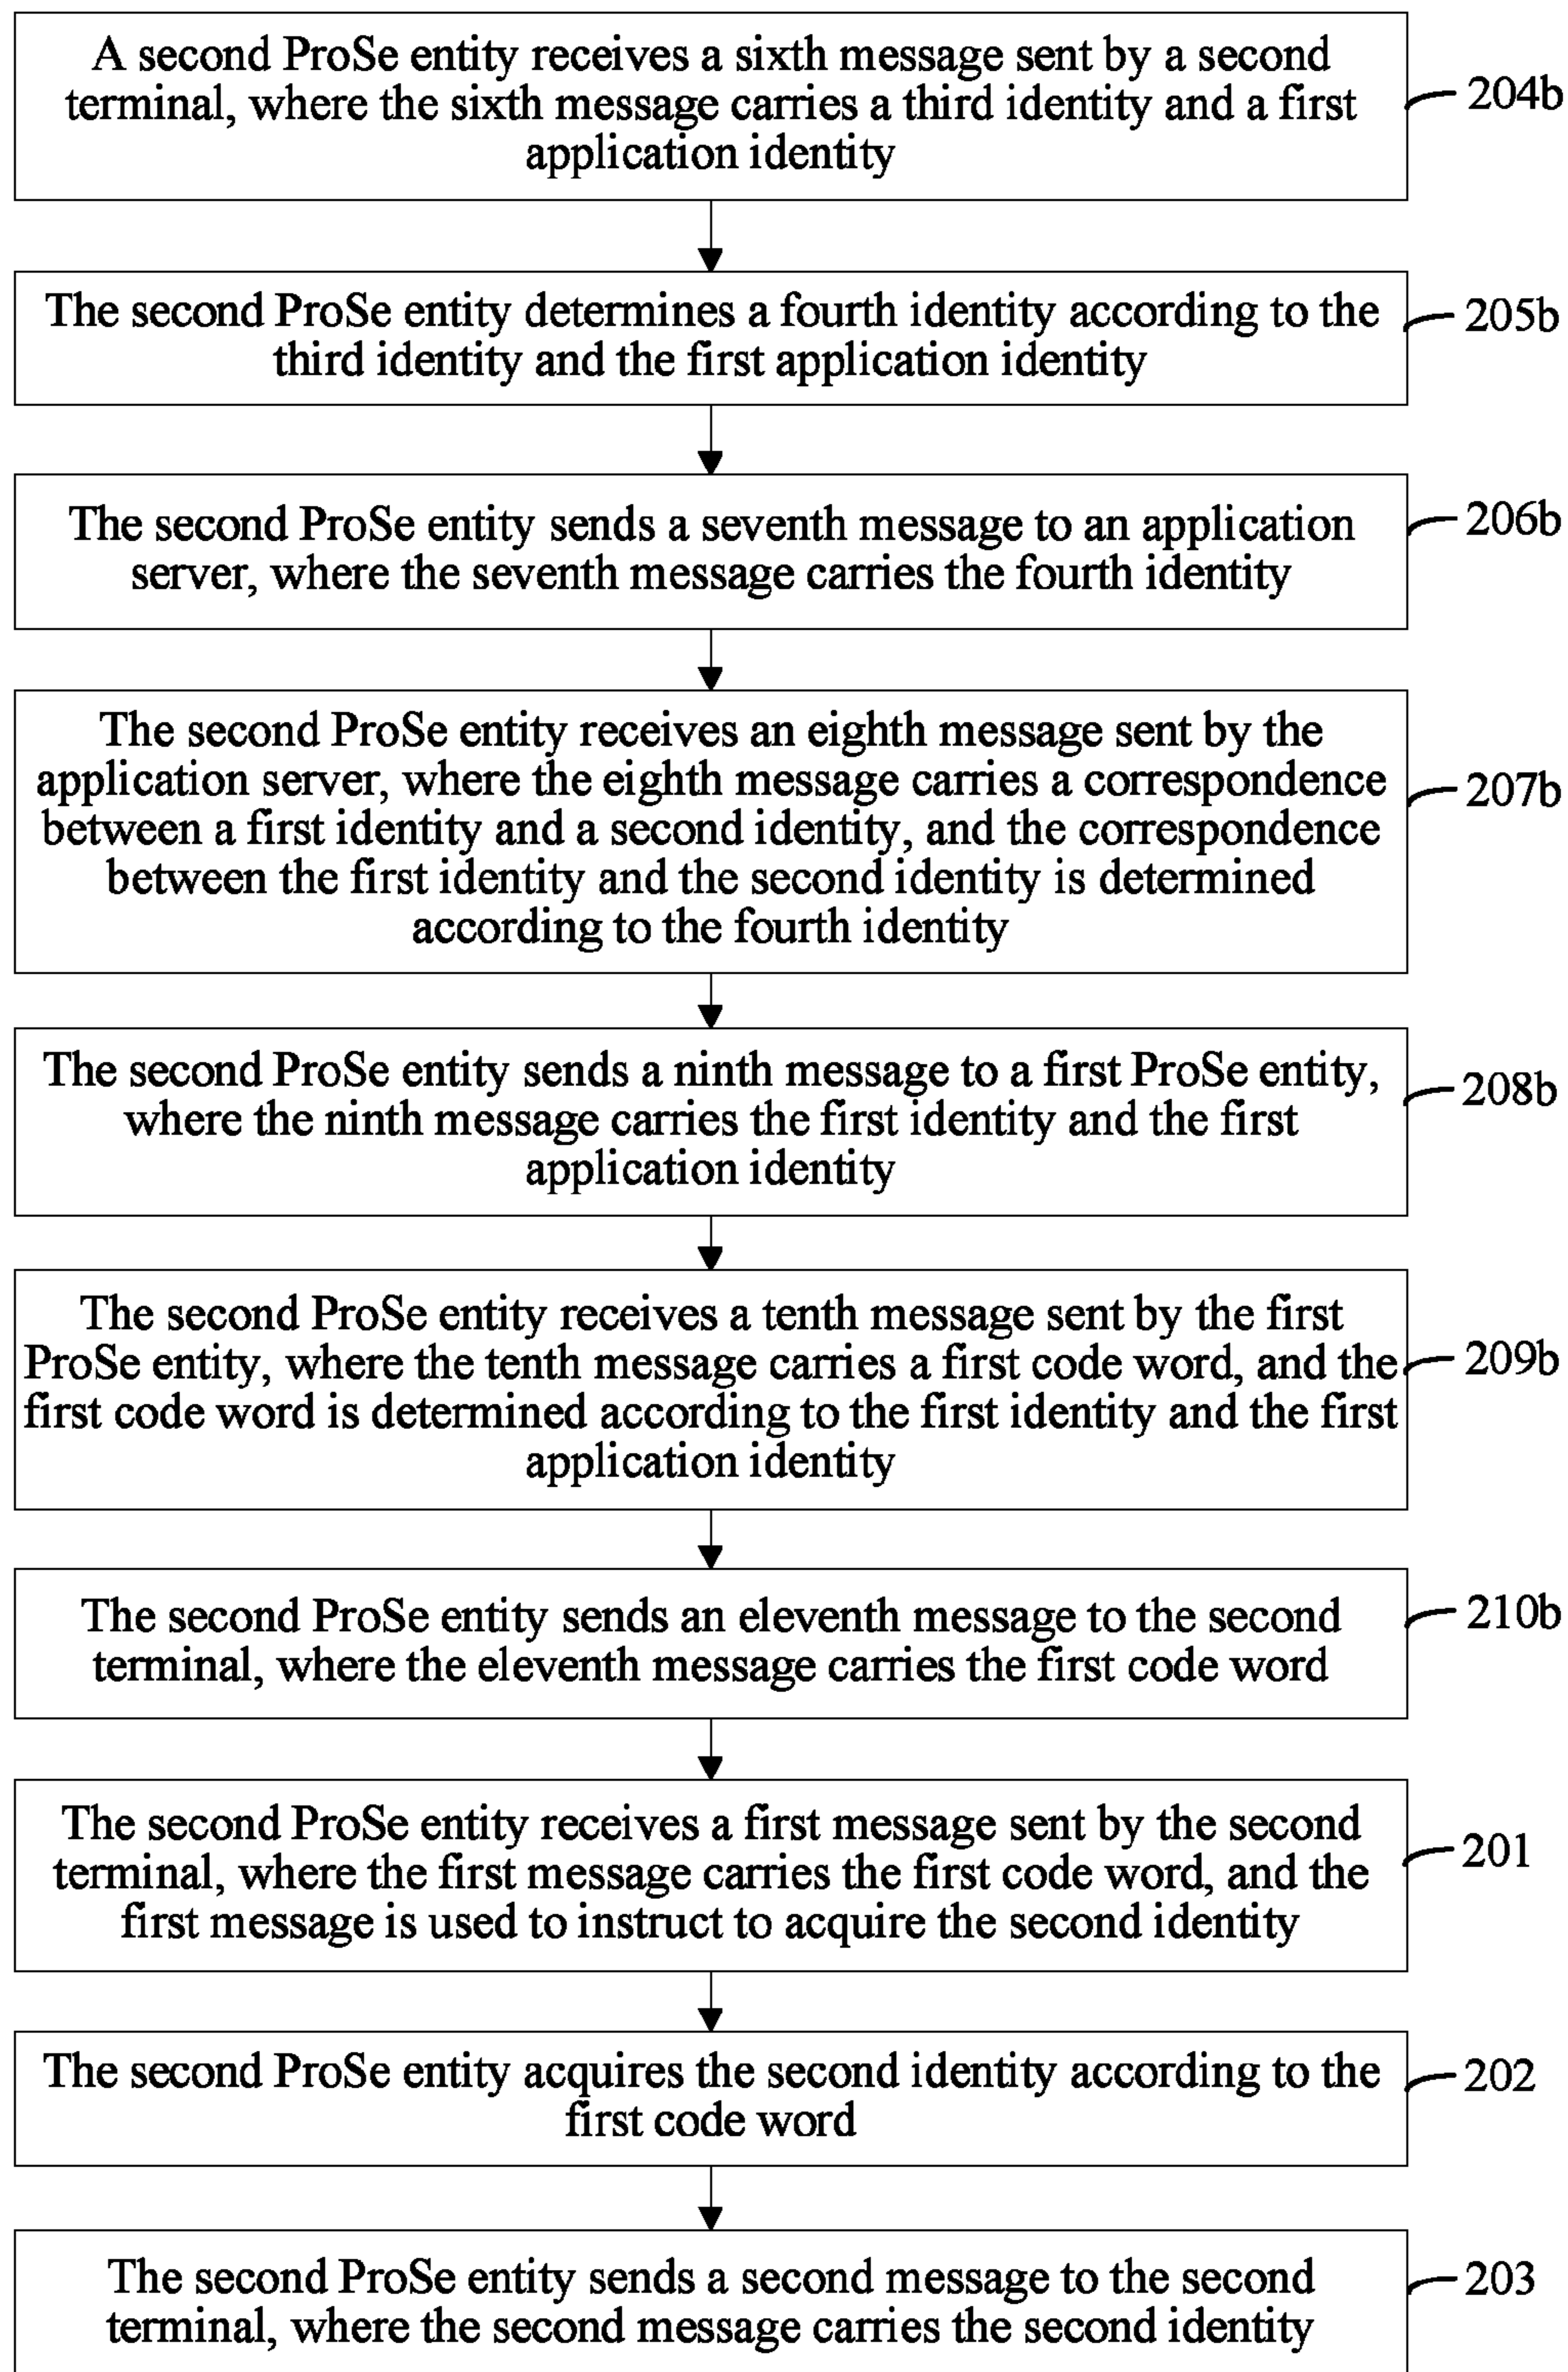 A second ProSe entity receives a sixth message sent by a second
terminal, where the sixth message carries a third identity and a first
application identity
204b
The second ProSe entity determines a fourth identity according to the
third identity and the first application identity
205b
The second ProSe entity sends a seventh message to an application
server, where the seventh message carries the fourth identity
206b
The second ProSe entity receives an eighth message sent by the
application server, where the eighth message carries a correspondence
between a first identity and a second identity, and the correspondence
between the first identity and the second identity is determined
according to the fourth identity
207b
The second ProSe entity sends a ninth message to a first ProSe entity,
where the ninth message carries the first identity and the first
application identity
208b
The second ProSe entity receives a tenth message sent by the first
ProSe entity, where the tenth message carries a first code word, and the
first code word is determined according to the first identity and the first
application identity
209b
The second ProSe entity sends an eleventh message to the second
terminal, where the eleventh message carries the first code word
210b
The second ProSe entity receives a first message sent by the second
terminal, where the first message carries the first code word, and the
first message is used to instruct to acquire the second identity
201
The second ProSe entity acquires the second identity according to the
first code word
202
The second ProSe entity sends a second message to the second
terminal, where the second message carries the second identity
203